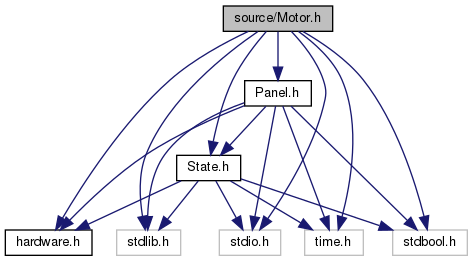 source/Motor.h
Panel.h
State.h
hardware.h
stdlib.h
stdio.h
time.h
stdbool.h